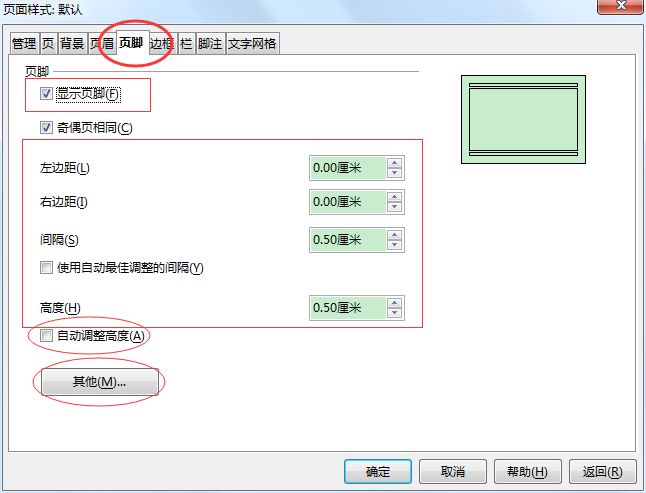 页面样式: 默认
管理 页 背景 页眉 页脚 边框 栏 脚注 文字网格
页脚
显示页脚(F)
奇偶页相同(C)
左边距(L) 0.00厘米
右边距(I) 0.00厘米
间隔(S) 0.50厘米
使用自动最佳调整的间隔(Y)
高度(H) 0.50厘米
自动调整高度(A)
其他(M)...
确定 取消 帮助(H) 返回(R)